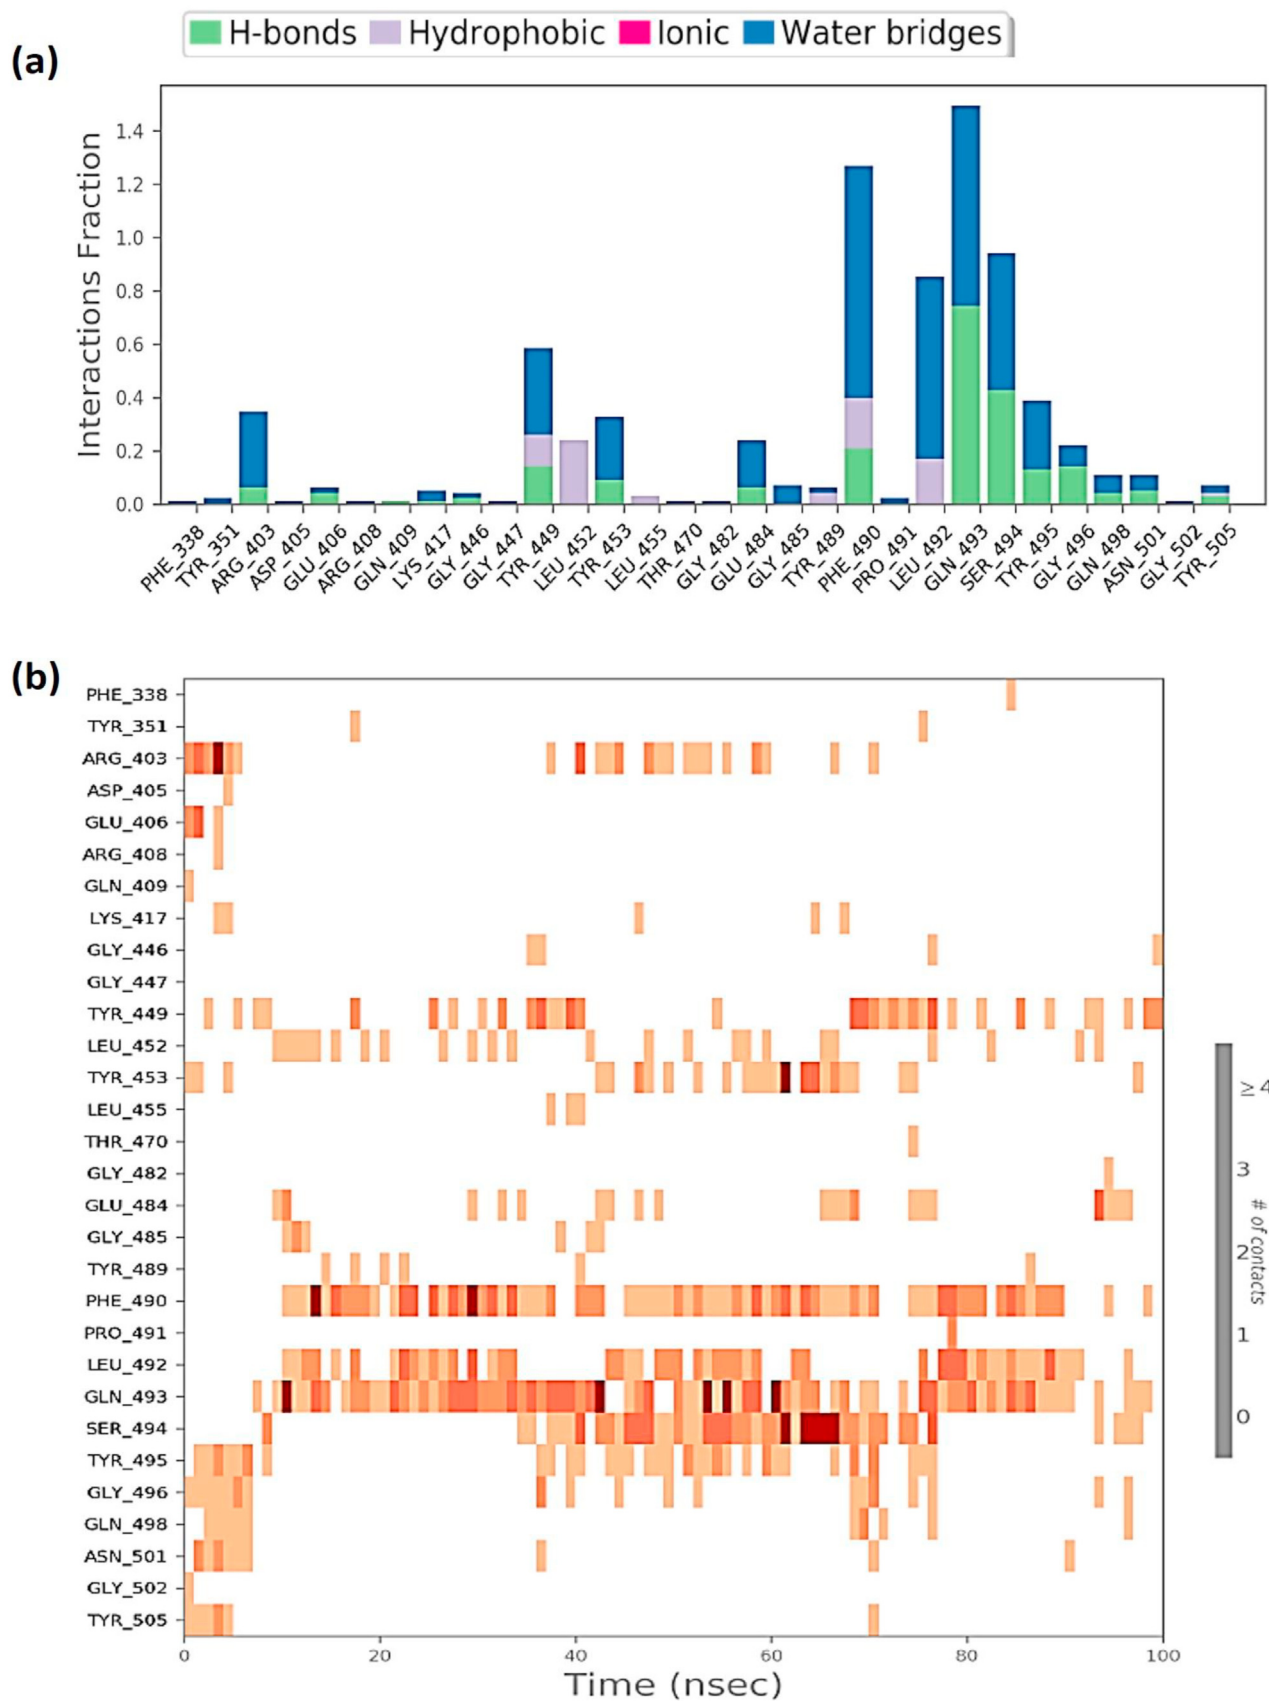 H-bonds Hydrophobic Ionic Water bridges
(a)
Interactions Fraction
1.4
1.2
1.0
0.8
0.6
0.4
0.2
0.0
PHE_338 TYR_351 ARG_403 ASP_405 GLU_406 ARG_408 GLN_409 LYS_417 GLY_446 GLY_447 TYR_449 LEU_452 TYR_453 LEU_455 THR_470 GLY_482 GLU_484 GLY_485 TYR_489 PHE_490 PRO_491 LEU_492 GLN_493 SER_494 TYR_495 GLY_496 GLN_498 ASN_501 GLY_502 TYR_505
(b)
PHE_338
TYR_351
ARG_403
ASP_405
GLU_406
ARG_408
GLN_409
LYS_417
GLY_446
GLY_447
TYR_449
LEU_452
TYR_453
LEU_455
THR_470
GLY_482
GLU_484
GLY_485
TYR_489
PHE_490
PRO_491
LEU_492
GLN_493
SER_494
TYR_495
GLY_496
GLN_498
ASN_501
GLY_502
TYR_505
0 20 40 60 80 100
Time (nsec)
≥ 4
3
2
1
0
# of contacts